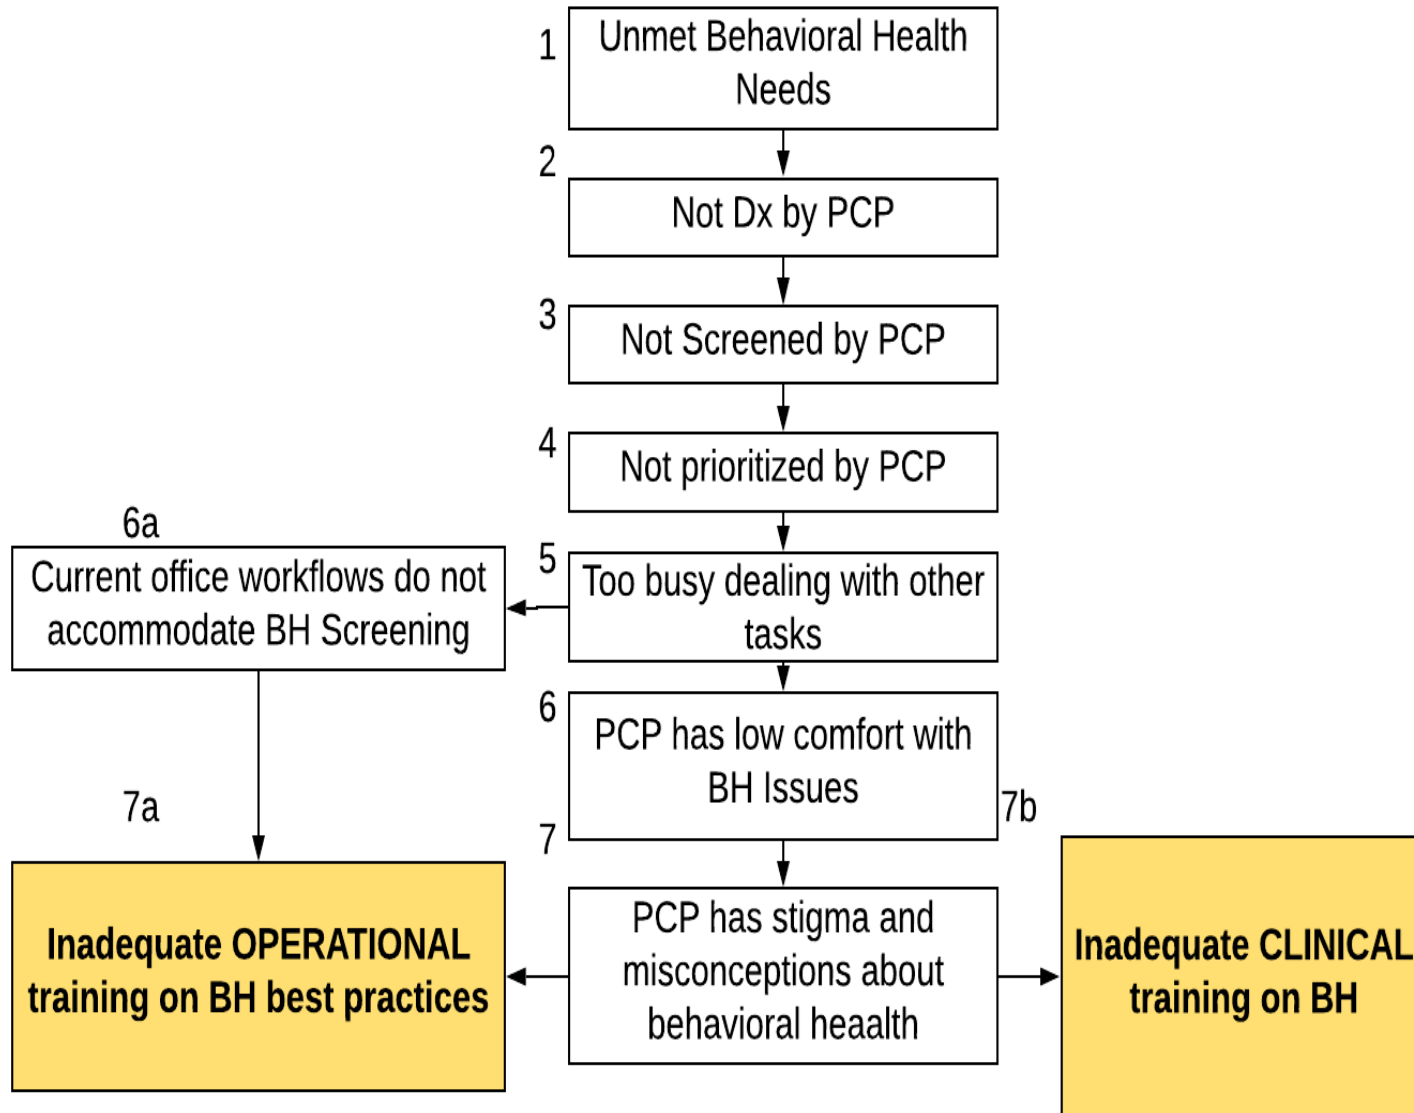 1
Unmet Behavioral Health
Needs
2
Not Dx by PCP
3
Not Screened by PCP
4
Not prioritized by PCP
6a
Current office workflows do not
accommodate BH Screening
5
Too busy dealing with other
tasks
6
PCP has low comfort with
BH Issues
7a
7b
7
Inadequate OPERATIONAL
training on BH best practices
PCP has stigma and
misconceptions about
behavioral heaalth
Inadequate CLINICAL
training on BH